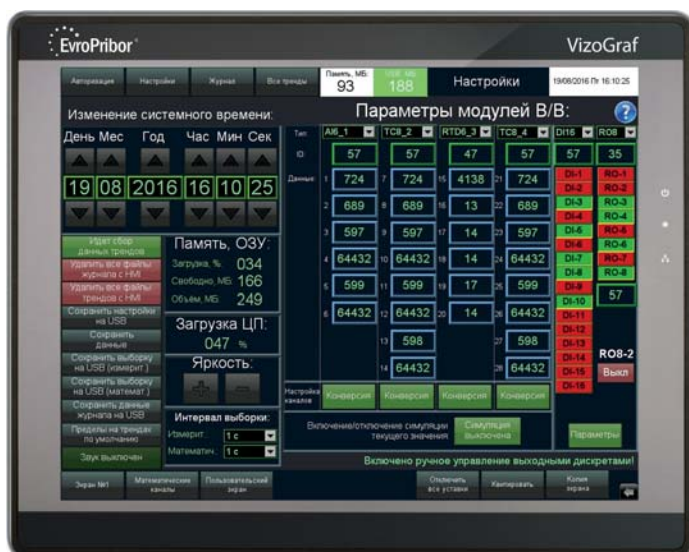 EvroPribor
VizoGraf
Авторизация
Настройки
Журнал
Все тренды
Память, МБ:
93
USB, МБ:
188
Настройки
19/08/2016 Пт 16:10:25
Изменение системного времени:
День Мес Год Час Мин Сек
19 08 2016 16 10 25
Параметры модулей В/В:
?
Тип: AI6_1 TC8_2 RTD6_3 TC8_4 DI16 RO8
ID: 57 57 47 57 57 35
Данные: 1 724 7 724 15 4138 21 724 DI-1 RO-1
DI-2 RO-2
2 689 8 689 16 13 22 689 DI-3 RO-3
DI-4 RO-4
3 597 9 597 17 14 23 597 DI-5 RO-5
DI-6 RO-6
4 64432 10 64432 18 14 24 64432 DI-7 RO-7
DI-8 RO-8
5 599 11 599 19 17 25 599 DI-9
DI-10 57
6 64432 12 64432 20 14 26 64432 DI-11
DI-12
13 598 27 598 DI-13
DI-14 RO8-2
14 64432 28 64432 DI-15 Выкл
DI-16
Идет сбор
данных трендов
Удалить все файлы
журнала с HMI
Удалить все файлы
трендов с HMI
Сохранить настройки
на USB
Сохранить
данные
Сохранить выборку
на USB (измерит.)
Сохранить выборку
на USB (математ.)
Сохранить данные
журнала на USB
Пределы на трендах
по умолчанию
Звук выключен
Память, ОЗУ:
Загрузка, % 034
Свободно, МБ 166
Объем, МБ 249
Загрузка ЦП:
047 %
Яркость:
+ −
Интервал выборки:
Измерит.: 1 с
Математич.: 1 с
Настройка
каналов
Конверсия Конверсия Конверсия Конверсия
Включение/отключение симуляции
текущего значения:
Симуляция
выключена
Параметры
Включено ручное управление выходными дискретами!
Экран №1
Математические
каналы
Пользовательский
экран
Отключить
все уставки
Квитировать
Копия
экрана